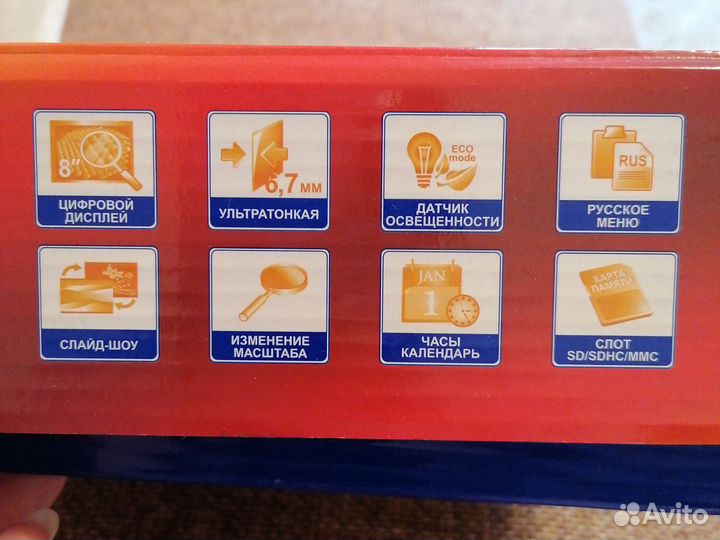 8"
ЦИФРОВОЙ
ДИСПЛЕЙ
6,7 мм
УЛЬТРАТОНКАЯ
ECO
mode
ДАТЧИК
ОСВЕЩЕННОСТИ
RUS
РУССКОЕ
МЕНЮ
СЛАЙД-ШОУ
ИЗМЕНЕНИЕ
МАСШТАБА
JAN
1
ЧАСЫ
КАЛЕНДАРЬ
КАРТА
ПАМЯТИ
СЛОТ
SD/SDHC/MMC
Avito